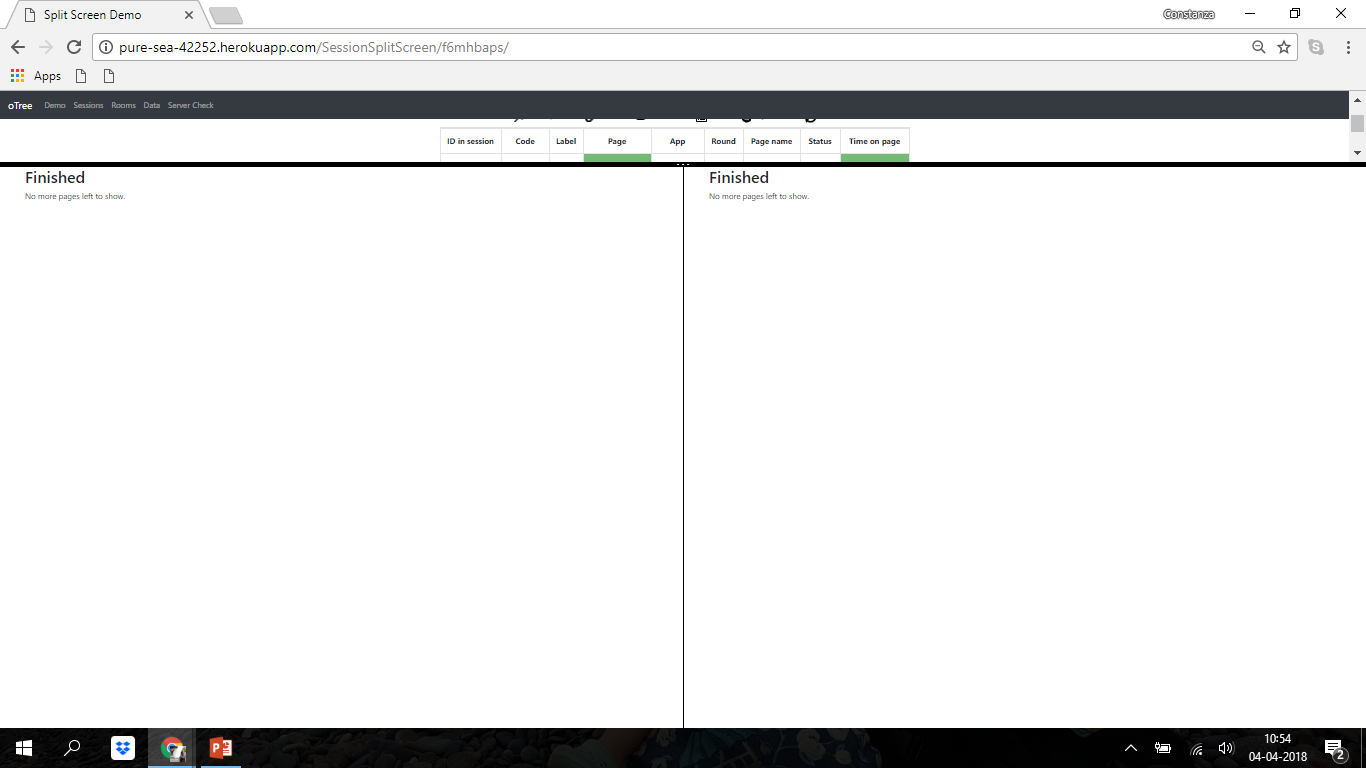 Split Screen Demo
Constanza
pure-sea-42252.herokuapp.com/SessionSplitScreen/f6mhbaps/
Apps
oTree Demo Sessions Rooms Data Server Check
ID in session Code Label Page App Round Page name Status Time on page
Finished
No more pages left to show.
Finished
No more pages left to show.
10:54
04-04-2018
2